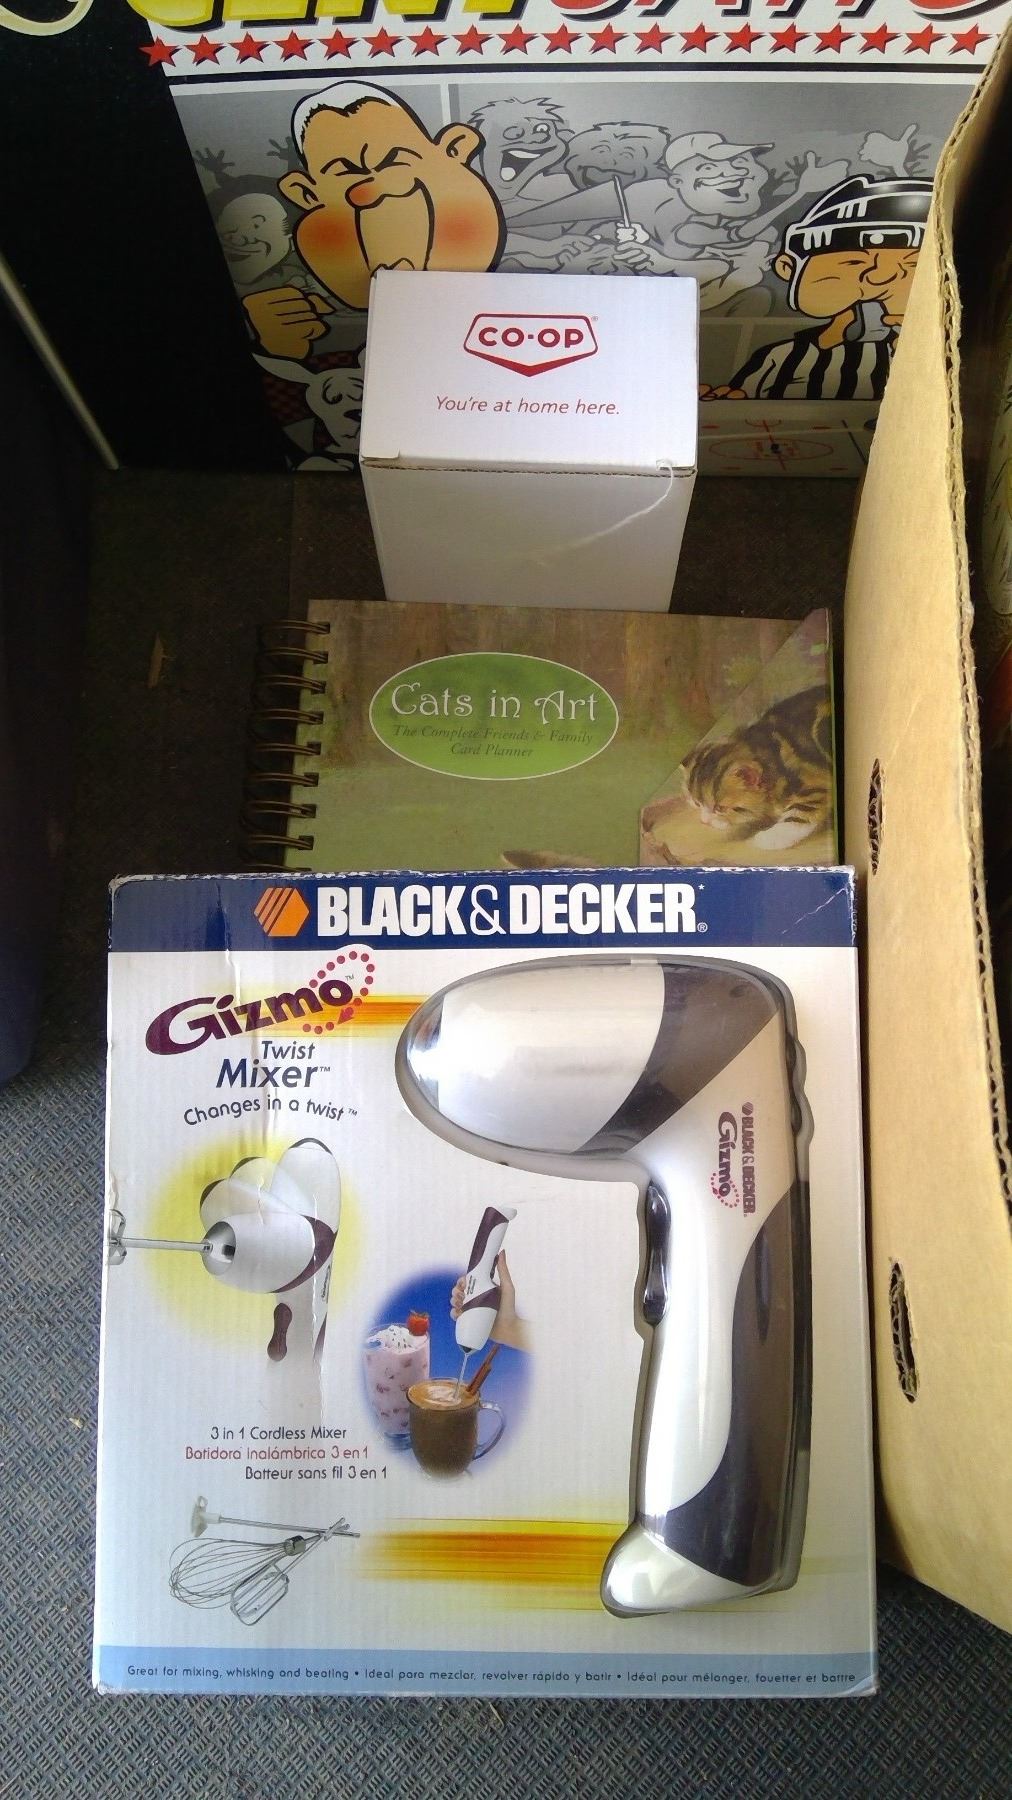 CO-OP
You're at home here.
Cats in Art
The Complete Friends & Family
Card Planner
BLACK & DECKER®
Gizmo™
Twist
Mixer™
Changes in a twist™
BLACK & DECKER
Gizmo
3 in 1 Cordless Mixer
Batidora inalámbrica 3 en 1
Batteur sans fil 3 en 1
Great for mixing, whisking and beating • Ideal para mezclar, revolver rápido y batir • Idéal pour mélanger, fouetter et battre